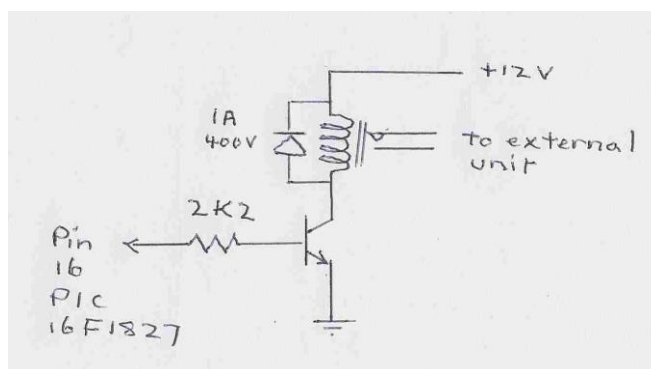 +12V
1A
400V
to external
unit
2K2
Pin
16
PIC
16F1827